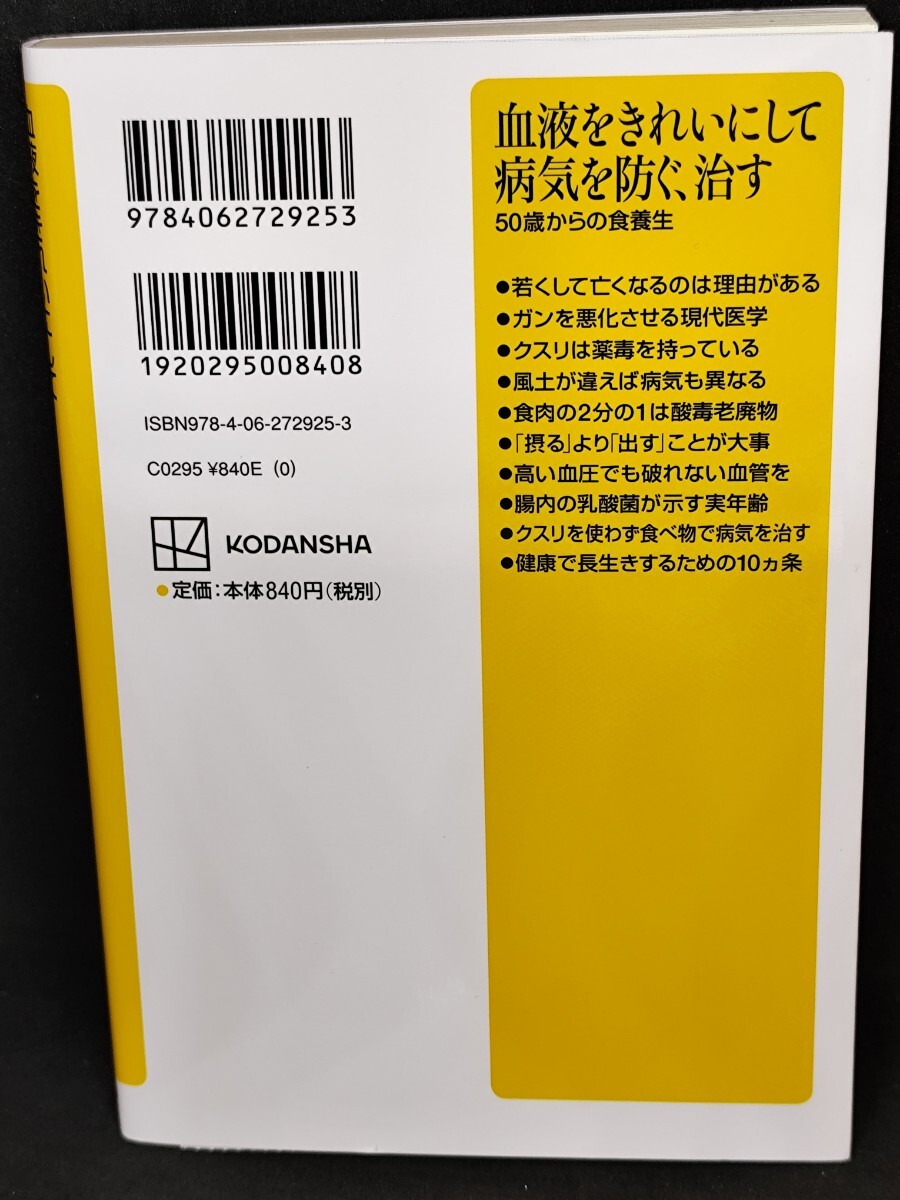 9784062729253
1920295008408
ISBN978-4-06-272925-3
C0295 ¥840E (0)
KODANSHA
●定価:本体840円(税別)
血液をきれいにして
病気を防ぐ、治す
50歳からの食養生
●若くして亡くなるのは理由がある
●ガンを悪化させる現代医学
●クスリは薬毒を持っている
●風土が違えば病気も異なる
●食肉の2分の1は酸毒老廃物
●「摂る」より「出す」ことが大事
●高い血圧でも破れない血管を
●腸内の乳酸菌が示す実年齢
●クスリを使わず食べ物で病気を治す
●健康で長生きするための10ヵ条